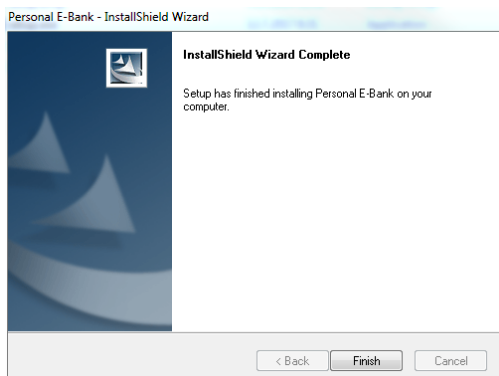 Personal E-Bank - InstallShield Wizard
InstallShield Wizard Complete
Setup has finished installing Personal E-Bank on your
computer.
< Back
Finish
Cancel